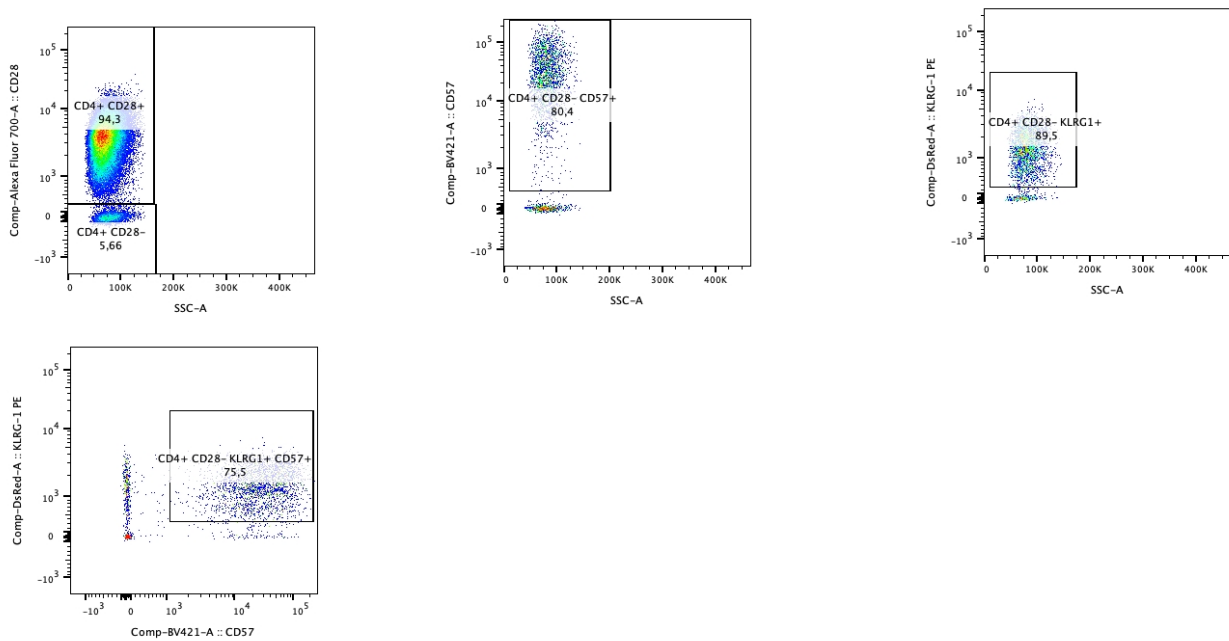 Comp-Alexa Fluor 700-A :: CD28
10⁵
10⁴
10³
0
-10³
CD4+ CD28+
94,3
CD4+ CD28-
5,66
0 100K 200K 300K 400K
SSC-A
Comp-BV421-A :: CD57
10⁵
10⁴
10³
0
-10³
CD4+ CD28- CD57+
80,4
0 100K 200K 300K 400K
SSC-A
Comp-DsRed-A :: KLRG-1 PE
10⁵
10⁴
10³
0
-10³
CD4+ CD28- KLRG1+
89,5
0 100K 200K 300K 400K
SSC-A
Comp-DsRed-A :: KLRG-1 PE
10⁵
10⁴
10³
0
-10³
CD4+ CD28- KLRG1+ CD57+
75,5
-10³ 0 10³ 10⁴ 10⁵
Comp-BV421-A :: CD57